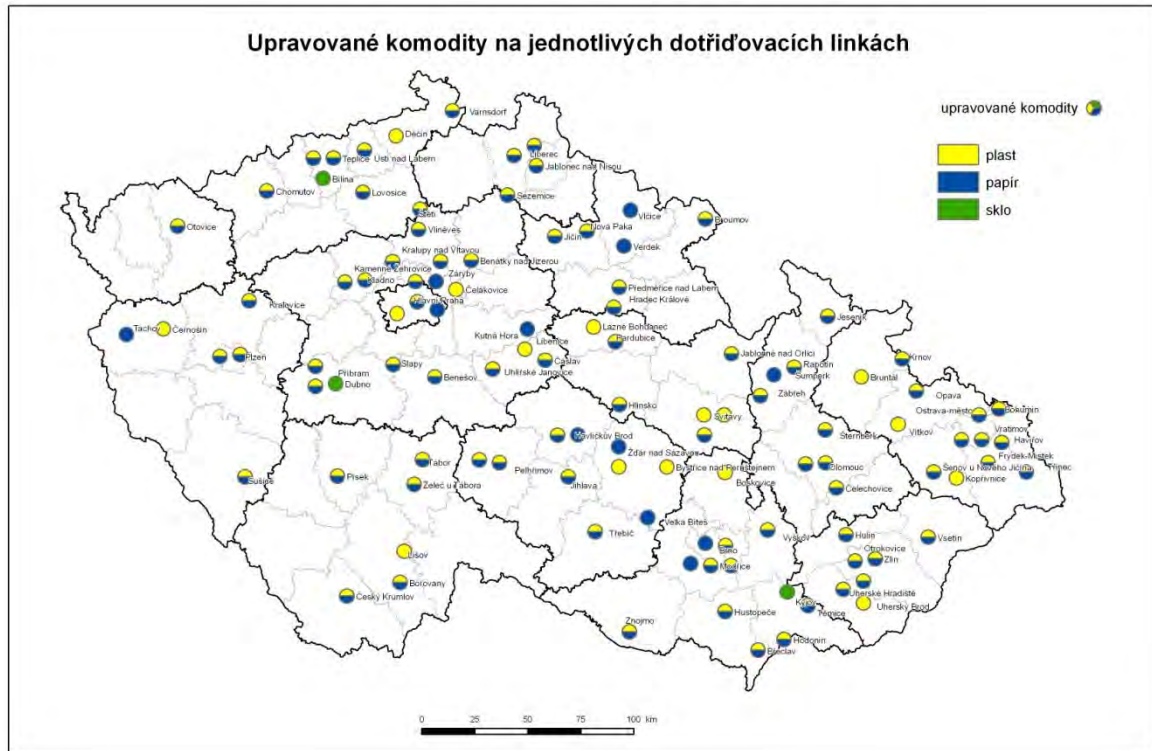 Upravované komodity na jednotlivých dotřiďovacích linkách
upravované komodity
plast
papír
sklo
Varnsdorf
Děčín
Teplice
Ústí nad Labem
Liberec
Jablonec nad Nisou
Bílina
Chomutov
Lovosice
Sezemice
Štětí
Vlčice
Broumov
Otovice
Vliněves
Jičín
Nová Paka
Verdek
Kralupy nad Vltavou
Benátky nad Jizerou
Kamenné Žehrovice
Kladno
Záryby
Čelákovice
Předměřice nad Labem
Hradec Králové
Kralovice
Hlavní Praha
Jeseník
Tachov
Černošín
Kutná Hora
Lázně Bohdaneč
Pardubice
Plzeň
Libenice
Čáslav
Jablonné nad Orlicí
Rapotín
Šumperk
Krnov
Příbram
Dubno
Slapy
Benešov
Uhlířské Janovice
Bruntál
Opava
Zábřeh
Hlinsko
Svitavy
Ostrava-město
Bohumín
Vítkov
Vratimov
Havířov
Šternberk
Havlíčkův Brod
Žďár nad Sázavou
Frýdek-Místek
Tábor
Pelhřimov
Bystřice nad Perštejnem
Boskovice
Olomouc
Šenov u Nového Jičína
Třinec
Sušice
Písek
Želeč u Tábora
Jihlava
Kopřivnice
Čelechovice
Velká Bíteš
Třebíč
Vyškov
Hulín
Vsetín
Lišov
Brno
Otrokovice
Zlín
Modřice
Borovany
Český Krumlov
Kyjov
Uherské Hradiště
Uherský Brod
Hustopeče
Těmice
Znojmo
Hodonín
Břeclav
0 25 50 75 100 km